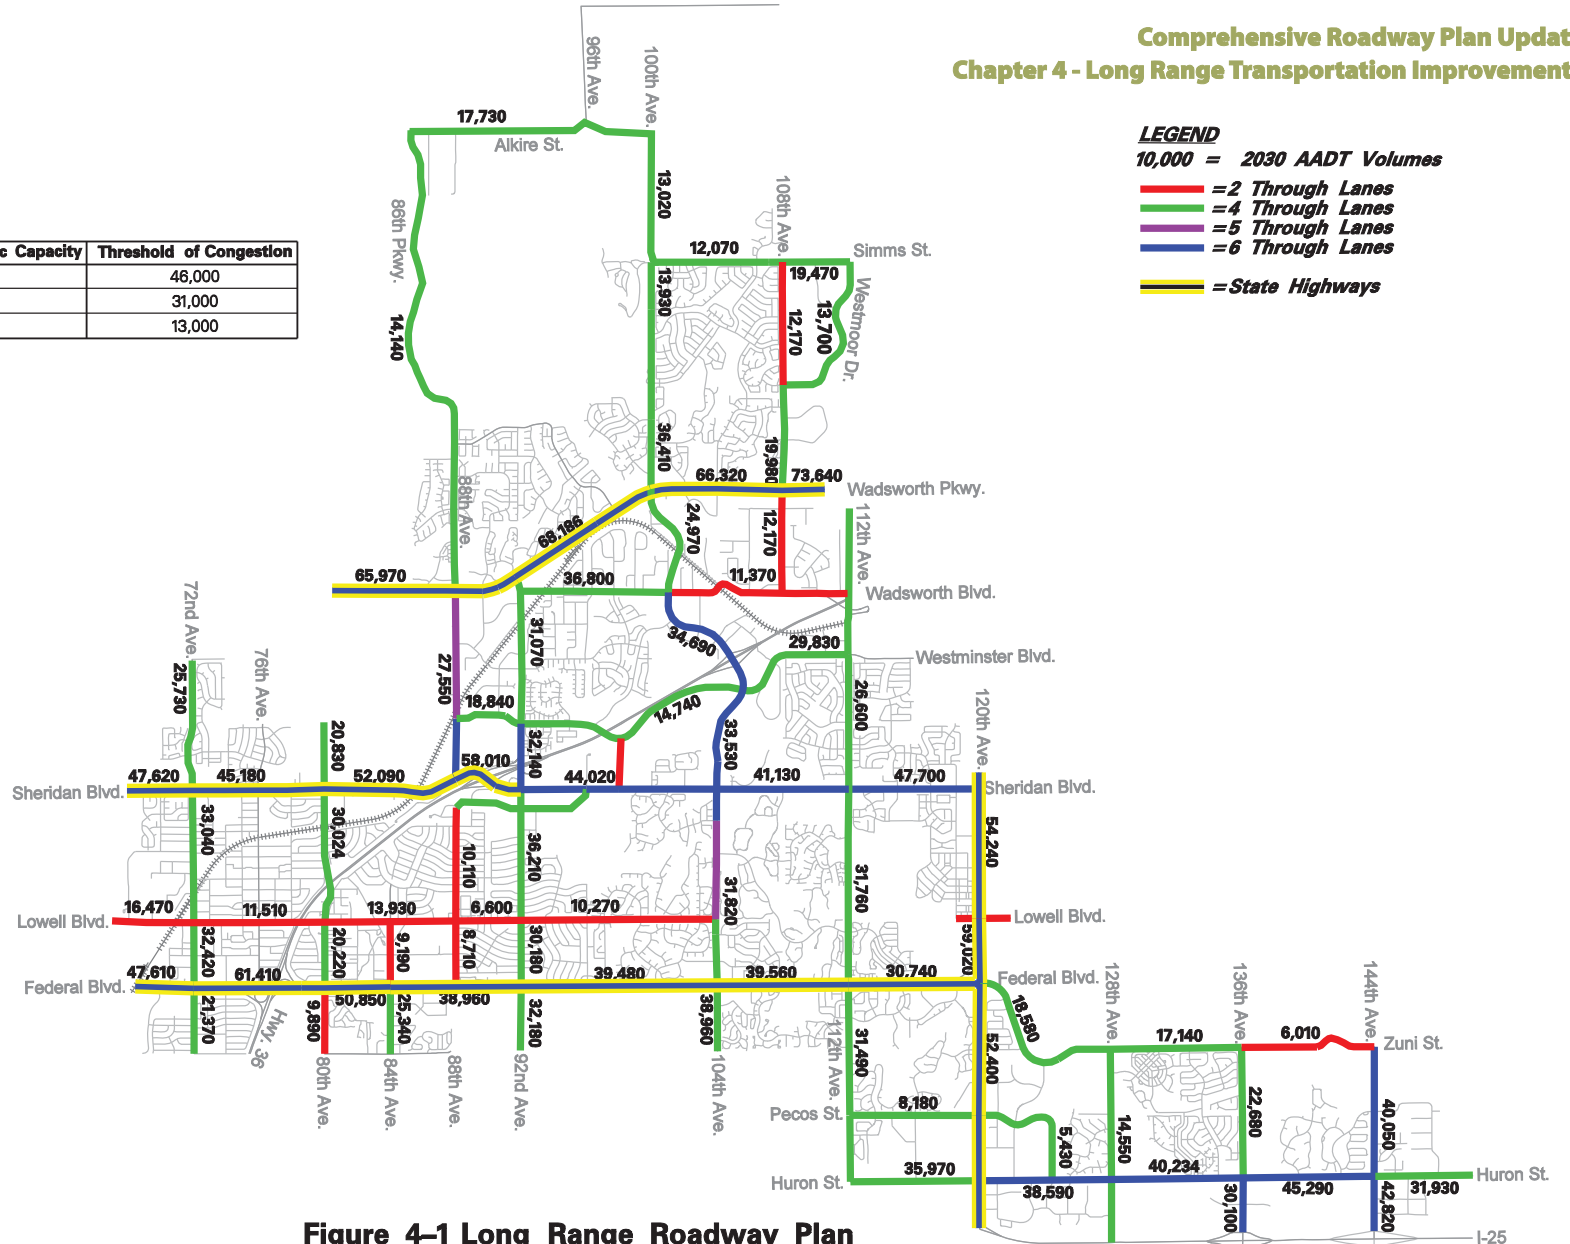 Comprehensive Roadway Plan Updat
Chapter 4 - Long Range Transportation Improvement
LEGEND
10,000 = 2030 AADT Volumes
=2 Through Lanes
=4 Through Lanes
=5 Through Lanes
=6 Through Lanes
=State Highways
c Capacity Threshold of Congestion
46,000
31,000
13,000
96th Ave.
100th Ave.
17,730
Alkire St.
13,020
108th Ave.
86th Pkwy.
12,070
Simms St.
13,930
19,470
Westmoor Dr.
12,170
13,700
14,140
36,410
19,980
66,320
73,640
Wadsworth Pkwy.
88th Ave.
68,186
24,970
12,170
112th Ave.
65,970
36,800
11,370
Wadsworth Blvd.
72nd Ave.
31,070
34,690
29,830
Westminster Blvd.
76th Ave.
25,730
27,550
18,840
14,740
26,600
120th Ave.
20,830
32,140
33,530
47,620
45,180
52,090
58,010
44,020
41,130
47,700
Sheridan Blvd.
Sheridan Blvd.
33,040
30,024
10,110
36,210
31,820
31,760
54,240
16,470
11,510
13,930
6,600
10,270
Lowell Blvd.
Lowell Blvd.
32,420
20,220
9,190
8,710
30,180
59,020
47,610
61,410
50,850
38,960
39,480
39,560
30,740
Federal Blvd.
Federal Blvd.
21,370
Hwy. 36
9,890
25,340
32,180
38,960
112th Ave.
31,490
52,400
18,580
128th Ave.
136th Ave.
144th Ave.
17,140
6,010
Zuni St.
80th Ave.
84th Ave.
88th Ave.
92nd Ave.
104th Ave.
Pecos St.
8,180
5,430
14,550
22,680
40,050
Huron St.
35,970
38,590
40,234
45,290
31,930
Huron St.
30,100
42,820
I-25
Figure 4–1 Long Range Roadway Plan